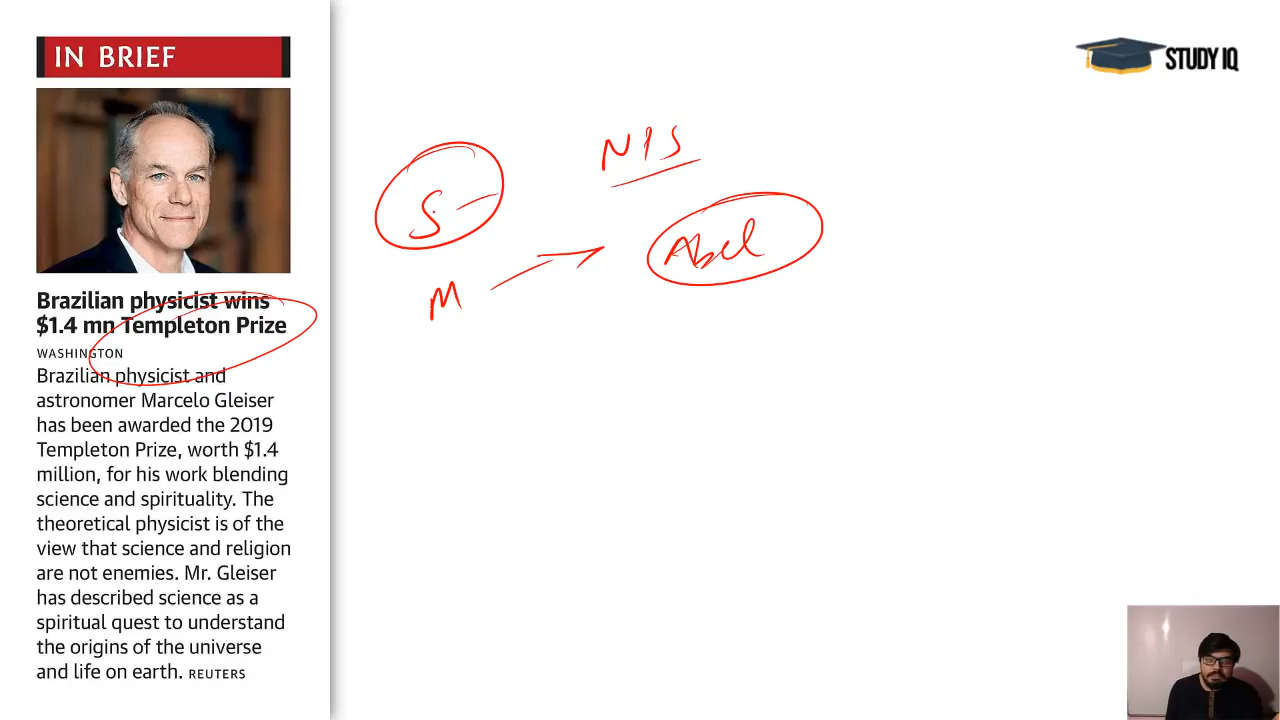 IN BRIEF
Brazilian physicist wins
$1.4 mn Templeton Prize
WASHINGTON
Brazilian physicist and
astronomer Marcelo Gleiser
has been awarded the 2019
Templeton Prize, worth $1.4
million, for his work blending
science and spirituality. The
theoretical physicist is of the
view that science and religion
are not enemies. Mr. Gleiser
has described science as a
spiritual quest to understand
the origins of the universe
and life on earth. REUTERS
S
M
Abel
STUDY IQ